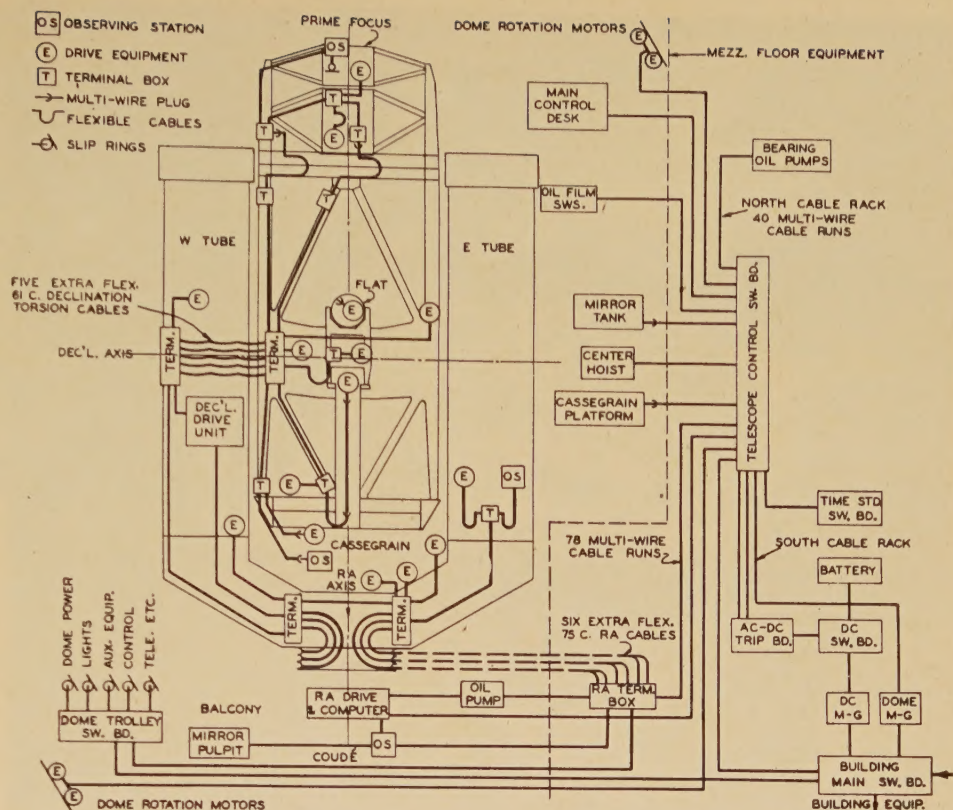 OS OBSERVING STATION
E DRIVE EQUIPMENT
T TERMINAL BOX
MULTI-WIRE PLUG
FLEXIBLE CABLES
SLIP RINGS
PRIME FOCUS
OS
E
T
E
T
T
T
T
W TUBE
E TUBE
FLAT
E
FIVE EXTRA FLEX.
61 C. DECLINATION
TORSION CABLES
E
E
DEC'L. AXIS
TERM.
TERM.
E
T
E
E
DEC'L.
DRIVE
UNIT
T
E
T
E
OS
T
E
CASSEGRAIN
OS
E
E
E
E
RA
AXIS
TERM.
TERM.
DOME ROTATION MOTORS
E
E
MEZZ. FLOOR EQUIPMENT
MAIN
CONTROL
DESK
BEARING
OIL PUMPS
OIL FILM
SWS.
NORTH CABLE RACK
40 MULTI-WIRE
CABLE RUNS
TELESCOPE CONTROL SW. BD.
MIRROR
TANK
CENTER
HOIST
CASSEGRAIN
PLATFORM
TIME STD
SW. BD.
78 MULTI-WIRE
CABLE RUNS
SOUTH CABLE RACK
BATTERY
SIX EXTRA FLEX.
75 C. RA CABLES
AC-DC
TRIP BD.
DC
SW. BD.
DOME POWER
LIGHTS
AUX. EQUIP.
CONTROL
TELE. ETC.
DOME TROLLEY
SW. BD.
BALCONY
MIRROR
PULPIT
RA DRIVE
& COMPUTER
OIL
PUMP
RA TERM.
BOX
OS
COUDÉ
DC
M-G
DOME
M-G
BUILDING
MAIN SW. BD.
BUILDING EQUIP.
E
E
DOME ROTATION MOTORS